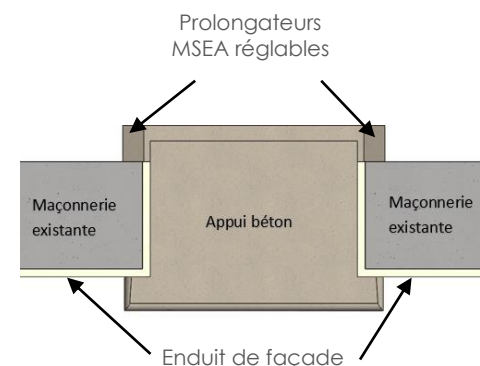 Prolongateurs
MSEA réglables
Maçonnerie
existante
Appui béton
Maçonnerie
existante
Enduit de facade